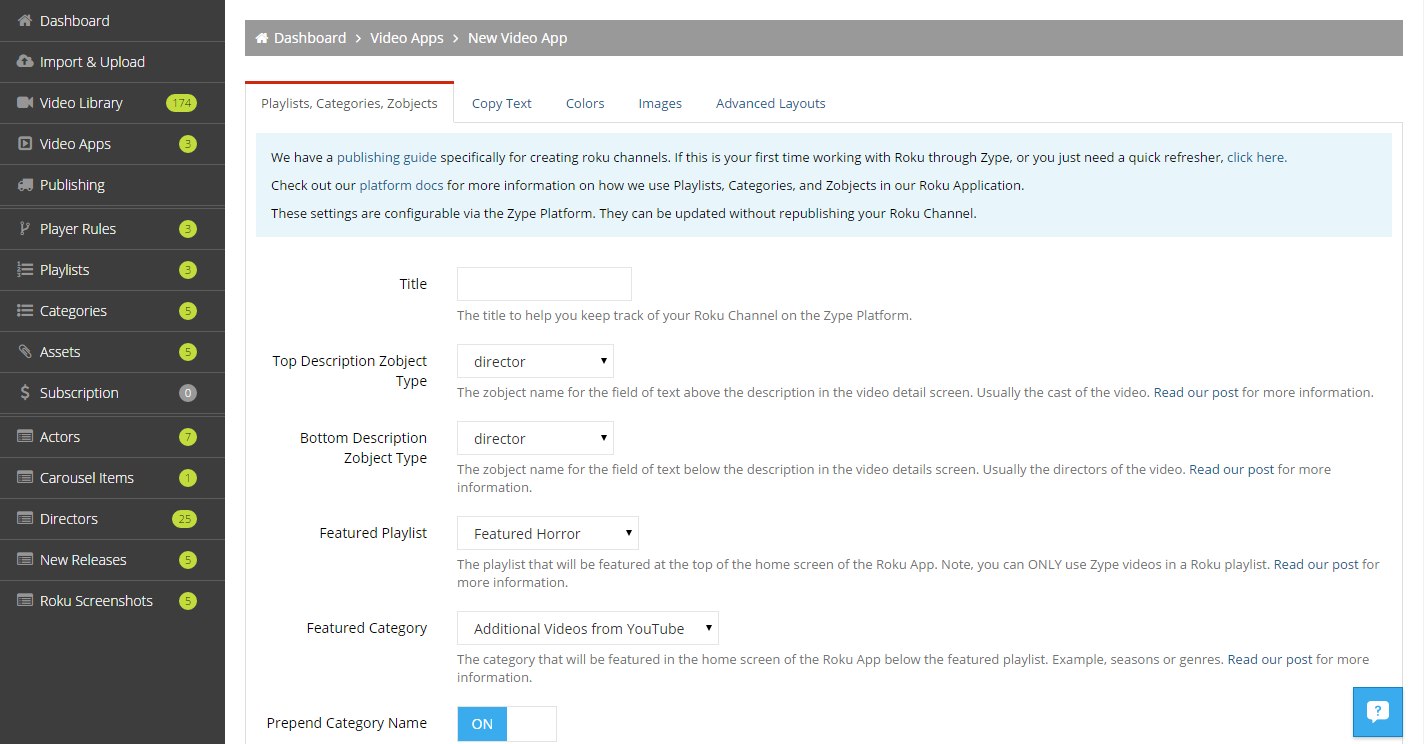 Dashboard
Import & Upload
Video Library 174
Video Apps 3
Publishing
Player Rules 3
Playlists 3
Categories 5
Assets 5
Subscription 0
Actors 7
Carousel Items 1
Directors 25
New Releases 5
Roku Screenshots 5
Dashboard > Video Apps > New Video App
Playlists, Categories, Zobjects Copy Text Colors Images Advanced Layouts
We have a publishing guide specifically for creating roku channels. If this is your first time working with Roku through Zype, or you just need a quick refresher, click here.
Check out our platform docs for more information on how we use Playlists, Categories, and Zobjects in our Roku Application.
These settings are configurable via the Zype Platform. They can be updated without republishing your Roku Channel.
Title
The title to help you keep track of your Roku Channel on the Zype Platform.
Top Description Zobject
Type
director
The zobject name for the field of text above the description in the video detail screen. Usually the cast of the video. Read our post for more information.
Bottom Description
Zobject Type
director
The zobject name for the field of text below the description in the video details screen. Usually the directors of the video. Read our post for more
information.
Featured Playlist
Featured Horror
The playlist that will be featured at the top of the home screen of the Roku App. Note, you can ONLY use Zype videos in a Roku playlist. Read our post for
more information.
Featured Category
Additional Videos from YouTube
The category that will be featured in the home screen of the Roku App below the featured playlist. Example, seasons or genres. Read our post for more
information.
Prepend Category Name
ON
?